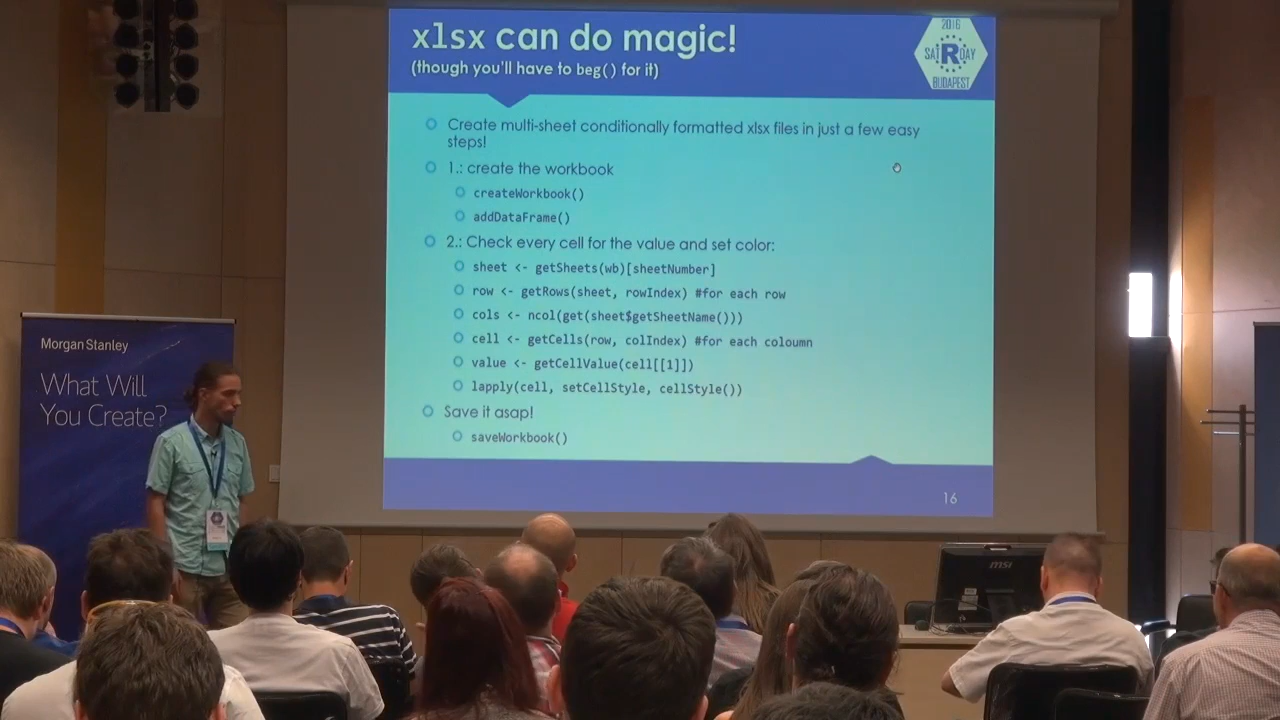 xlsx can do magic!
(though you'll have to beg() for it)
2016
SATRDAY
BUDAPEST
Create multi-sheet conditionally formatted xlsx files in just a few easy
steps!
1.: create the workbook
createWorkbook()
addDataFrame()
2.: Check every cell for the value and set color:
sheet <- getSheets(wb)[sheetNumber]
row <- getRows(sheet, rowIndex) #for each row
cols <- ncol(get(sheet$getSheetName()))
cell <- getCells(row, colIndex) #for each coloumn
value <- getCellValue(cell[[1]])
lapply(cell, setCellStyle, cellStyle())
Save it asap!
saveWorkbook()
16
Morgan Stanley
What Will
You Create?
msi